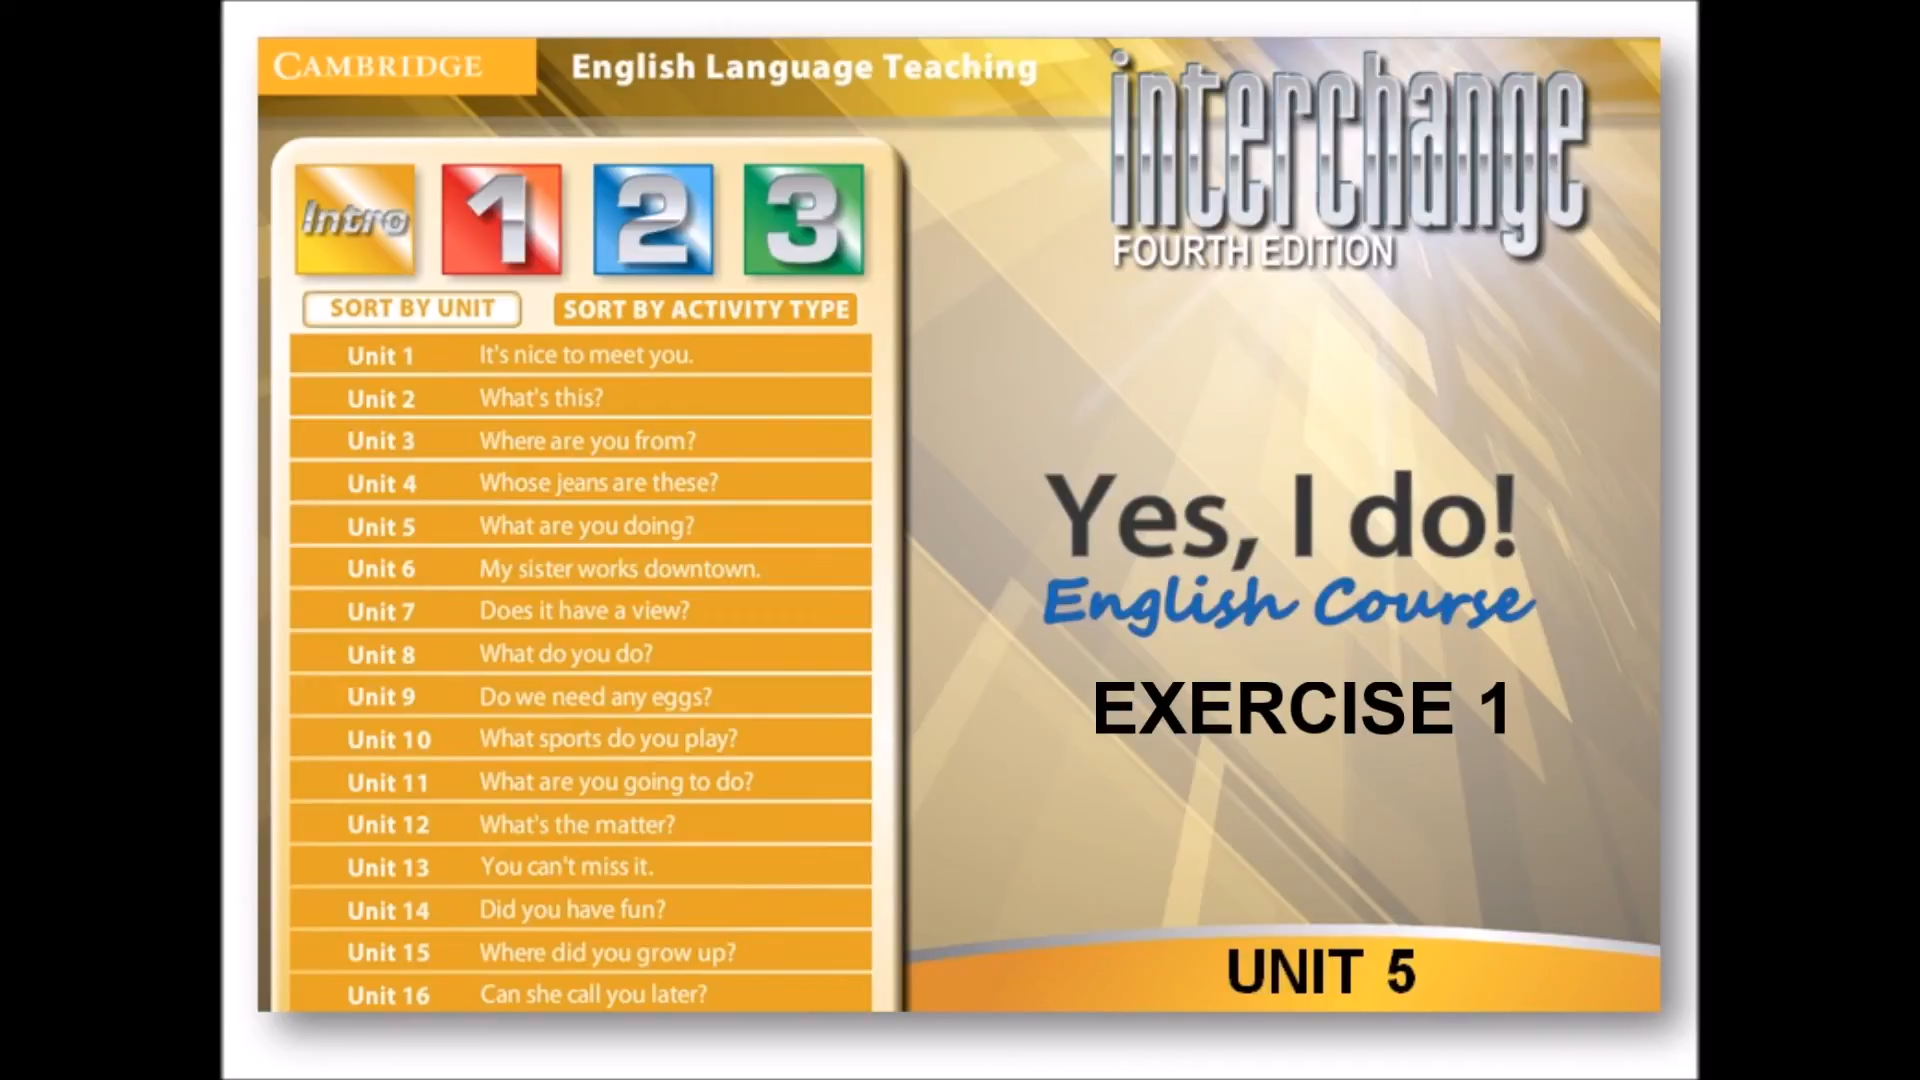 CAMBRIDGE English Language Teaching
interchange
FOURTH EDITION
Intro 1 2 3
SORT BY UNIT SORT BY ACTIVITY TYPE
Unit 1 It's nice to meet you.
Unit 2 What's this?
Unit 3 Where are you from?
Unit 4 Whose jeans are these?
Unit 5 What are you doing?
Unit 6 My sister works downtown.
Unit 7 Does it have a view?
Unit 8 What do you do?
Unit 9 Do we need any eggs?
Unit 10 What sports do you play?
Unit 11 What are you going to do?
Unit 12 What's the matter?
Unit 13 You can't miss it.
Unit 14 Did you have fun?
Unit 15 Where did you grow up?
Unit 16 Can she call you later?
Yes, I do!
English Course
EXERCISE 1
UNIT 5